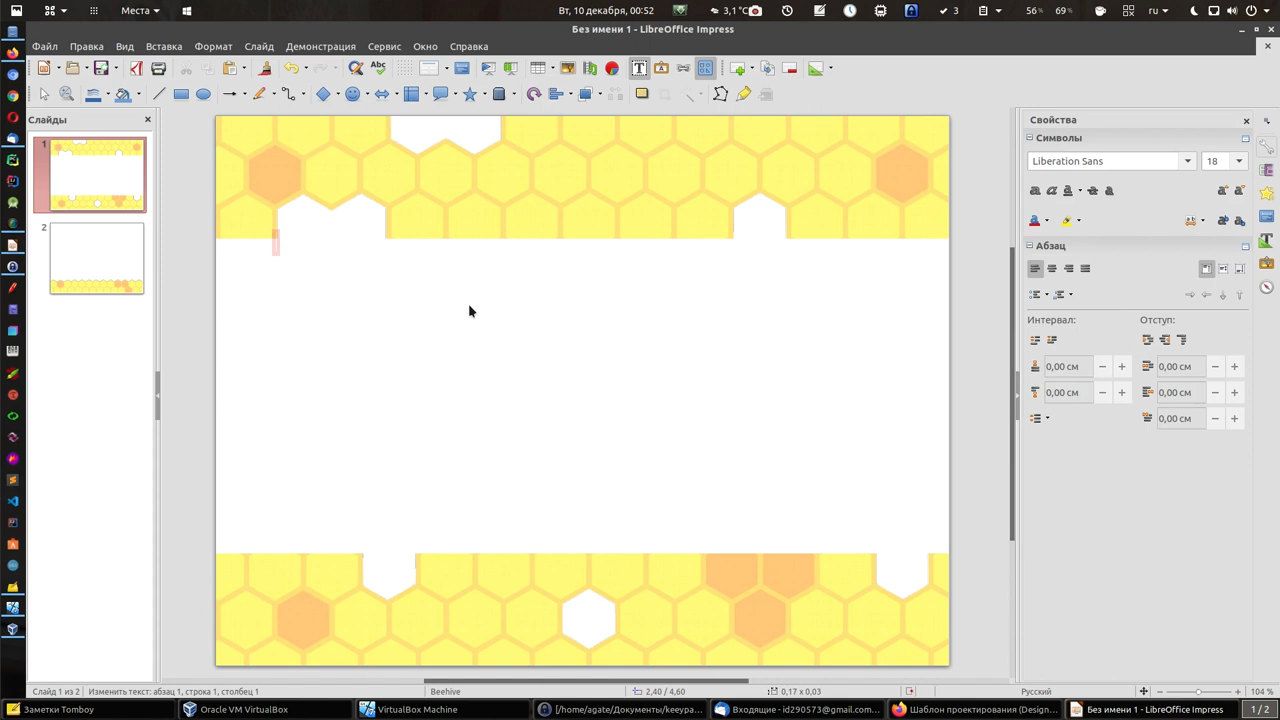 Места
Вт, 10 декабря, 00:52
3,1 °C
3
56%
69%
ru
Без имени 1 - LibreOffice Impress
Файл Правка Вид Вставка Формат Слайд Демонстрация Сервис Окно Справка
Abc
Слайды
1
2
Свойства
Символы
Liberation Sans
18
Абзац
Интервал: Отступ:
0,00 см 0,00 см
0,00 см 0,00 см
0,00 см
Слайд 1 из 2 Изменить текст: абзац 1, строка 1, столбец 1 Beehive 2,40 / 4,60 0,17 x 0,03 Русский 104 %
Заметки Tomboy Oracle VM VirtualBox VirtualBox Machine [/home/agate/Документы/keeура... Входящие - id290573@gmail.com... Шаблон проектирования (Design... Без имени 1 - LibreOffice Impress 1 / 2